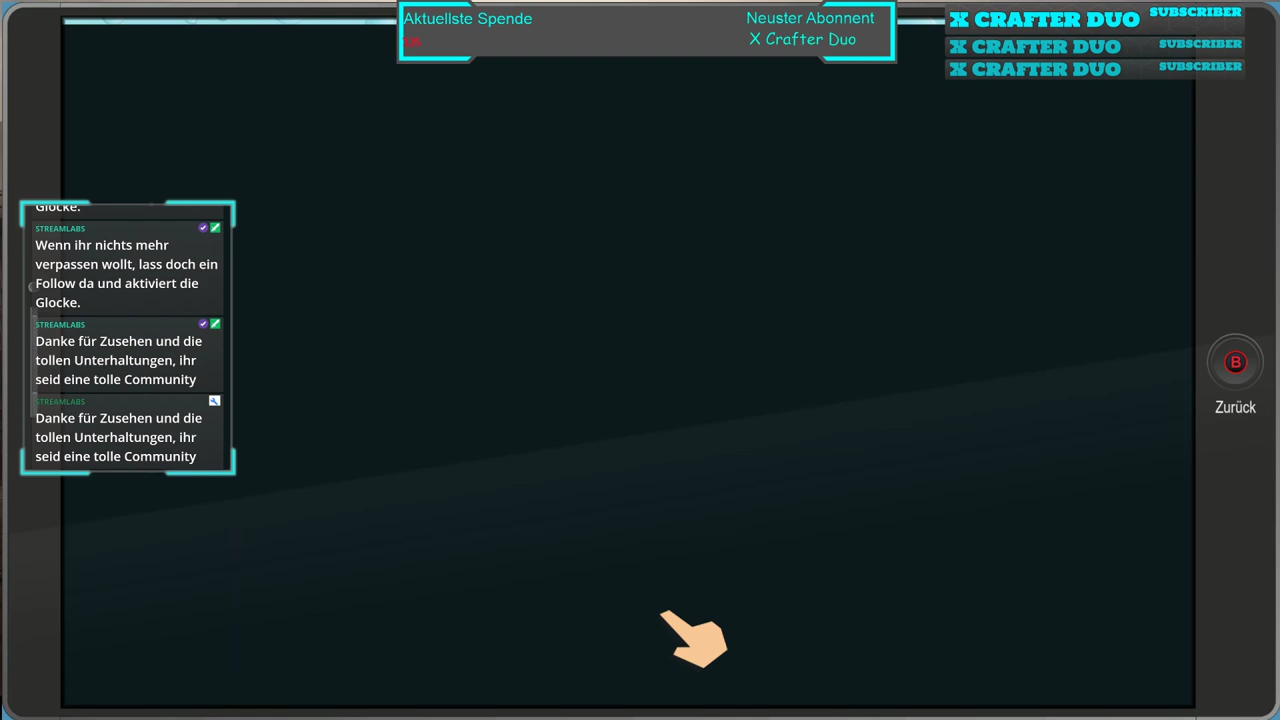 Aktuellste Spende
Neuster Abonnent
X Crafter Duo
X CRAFTER DUO SUBSCRIBER
X CRAFTER DUO SUBSCRIBER
X CRAFTER DUO SUBSCRIBER
Glocke.
STREAMLABS
Wenn ihr nichts mehr
verpassen wollt, lass doch ein
Follow da und aktiviert die
Glocke.
STREAMLABS
Danke für Zusehen und die
tollen Unterhaltungen, ihr
seid eine tolle Community
STREAMLABS
Danke für Zusehen und die
tollen Unterhaltungen, ihr
seid eine tolle Community
B
Zurück